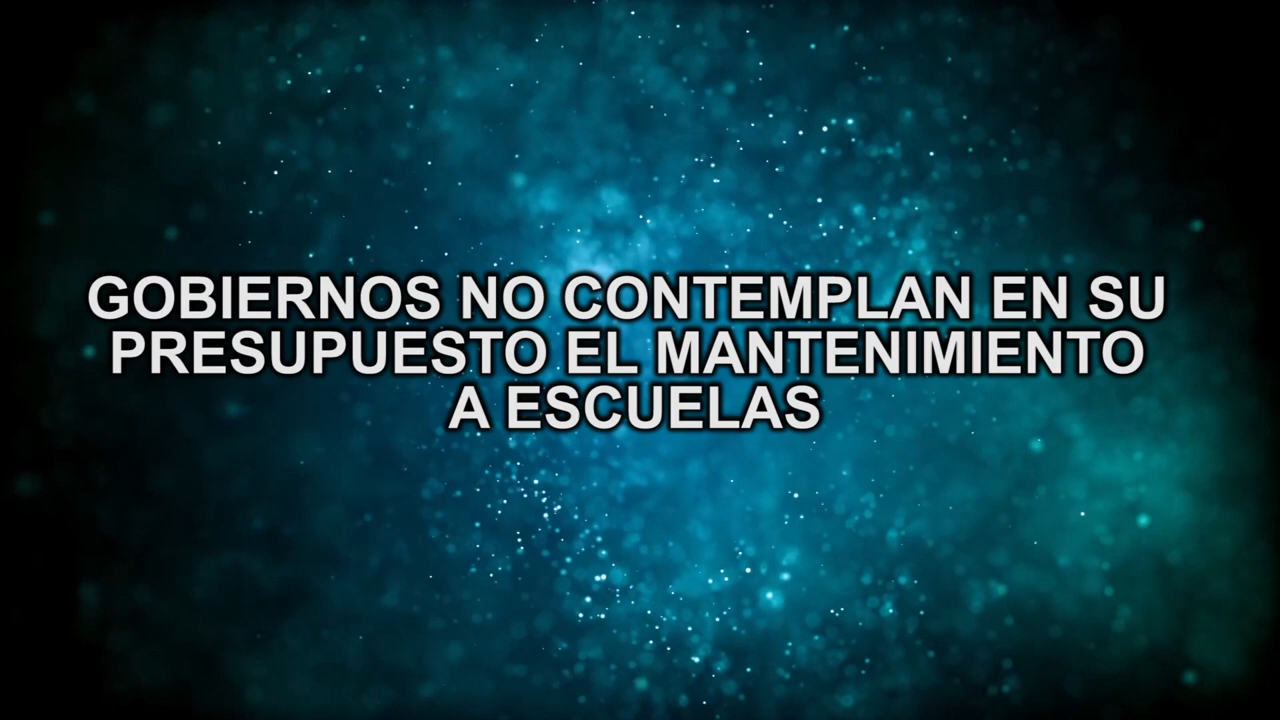 GOBIERNOS NO CONTEMPLAN EN SU
PRESUPUESTO EL MANTENIMIENTO
A ESCUELAS